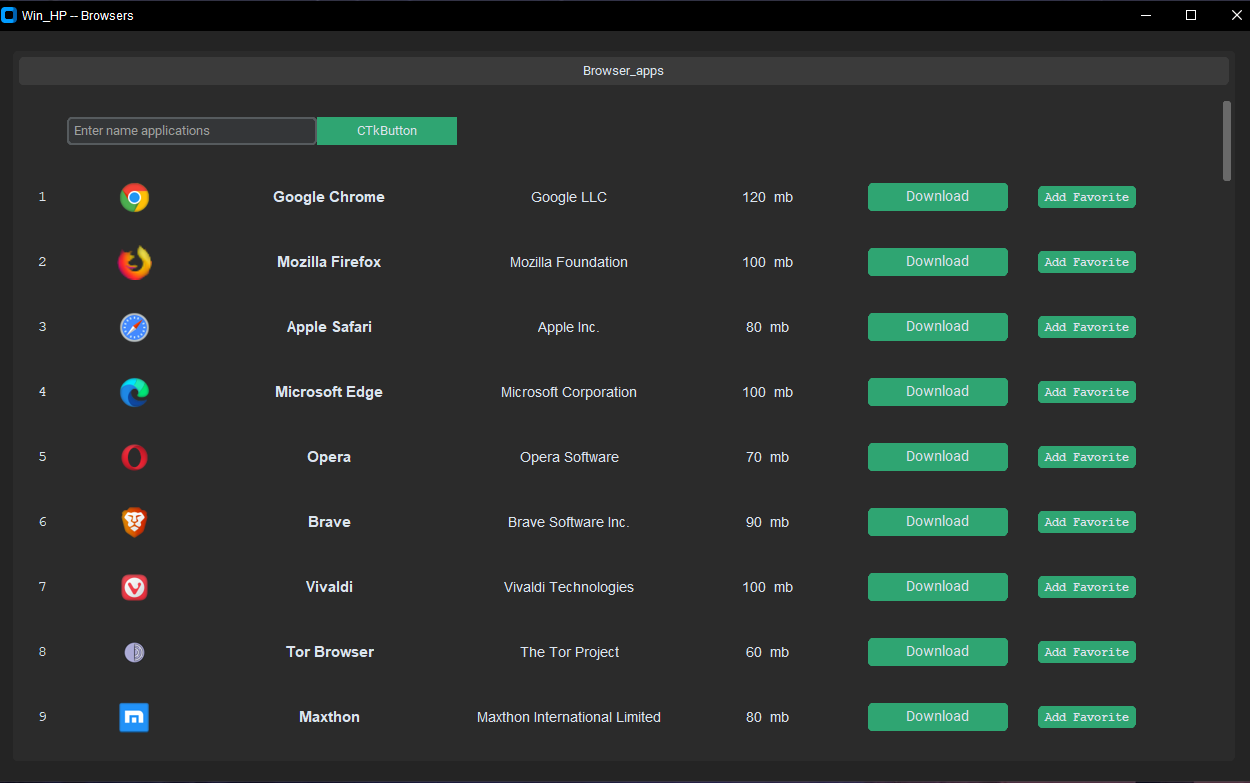 Win_HP -- Browsers
Browser_apps
Enter name applications CTkButton
1 Google Chrome Google LLC 120 mb Download Add Favorite
2 Mozilla Firefox Mozilla Foundation 100 mb Download Add Favorite
3 Apple Safari Apple Inc. 80 mb Download Add Favorite
4 Microsoft Edge Microsoft Corporation 100 mb Download Add Favorite
5 Opera Opera Software 70 mb Download Add Favorite
6 Brave Brave Software Inc. 90 mb Download Add Favorite
7 Vivaldi Vivaldi Technologies 100 mb Download Add Favorite
8 Tor Browser The Tor Project 60 mb Download Add Favorite
9 Maxthon Maxthon International Limited 80 mb Download Add Favorite